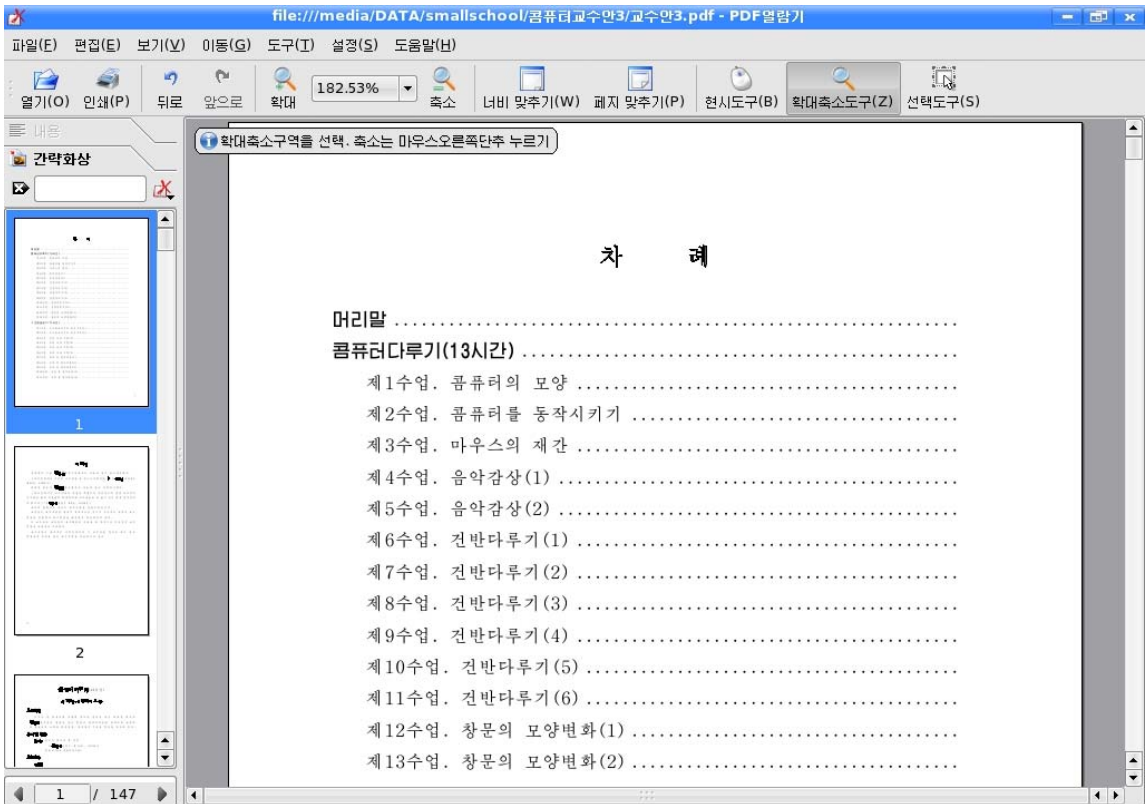 file:///media/DATA/smallschool/콤퓨터교수안3/교수안3.pdf - PDF열람기
파일(F) 편집(E) 보기(V) 이동(G) 도구(T) 설정(S) 도움말(H)
열기(O) 인쇄(P) 뒤로 앞으로 확대 182.53% 축소 너비 맞추기(W) 페지 맞추기(P) 현시도구(B) 확대축소도구(Z) 선택도구(S)
내용
간략화상
확대축소구역을 선택. 축소는 마우스오른쪽단추 누르기
1
2
1 / 147
차 례
머리말 ..............................................................
콤퓨터다루기(13시간) ................................................
제1수업. 콤퓨터의 모양 ..........................................
제2수업. 콤퓨터를 동작시키기 ....................................
제3수업. 마우스의 재간 ..........................................
제4수업. 음악감상(1) ............................................
제5수업. 음악감상(2) ............................................
제6수업. 건반다루기(1) ..........................................
제7수업. 건반다루기(2) ..........................................
제8수업. 건반다루기(3) ..........................................
제9수업. 건반다루기(4) ..........................................
제10수업. 건반다루기(5) .........................................
제11수업. 건반다루기(6) .........................................
제12수업. 창문의 모양변화(1) ....................................
제13수업. 창문의 모양변화(2) ....................................